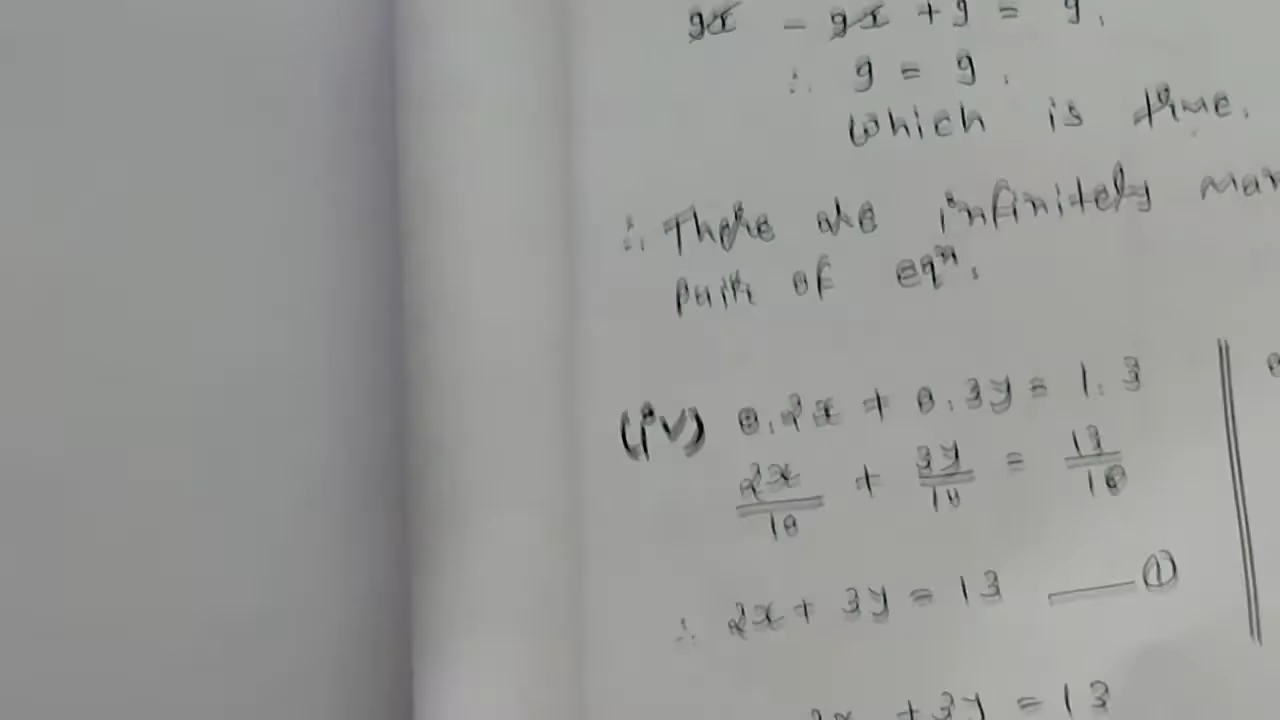 9x - 9x + 9 = 9.
∴ 9 = 9.
Which is true.
∴ There are infinitely
pair of eqⁿ.
(iv) 0.2x + 0.3y = 1.3
2x/10 + 3y/10 = 13/10
∴ 2x + 3y = 13 —— ①
2x + 3y = 13